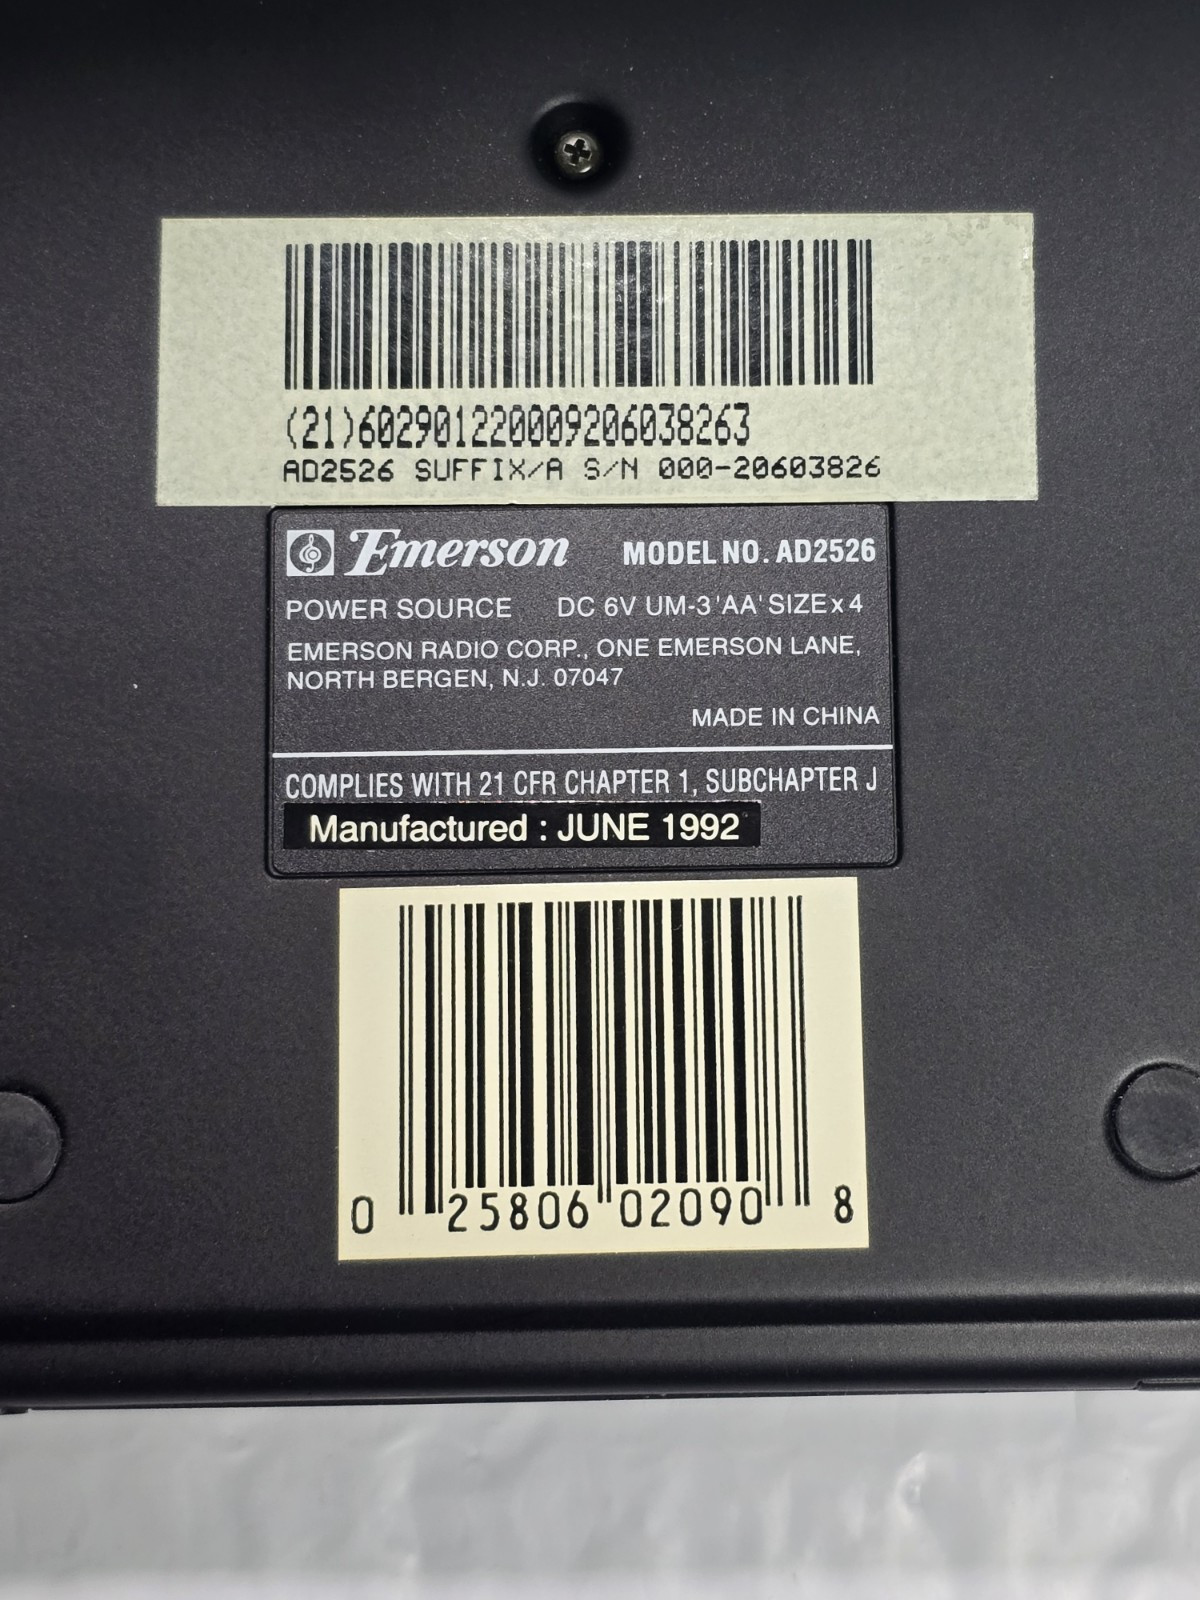 (21)602901220009206038263
AD2526 SUFFIX/A S/N 000-20603826
Emerson MODEL NO. AD2526
POWER SOURCE DC 6V UM-3 'AA' SIZE x 4
EMERSON RADIO CORP., ONE EMERSON LANE,
NORTH BERGEN, N.J. 07047
MADE IN CHINA
COMPLIES WITH 21 CFR CHAPTER 1, SUBCHAPTER J
Manufactured : JUNE 1992
0 25806 02090 8